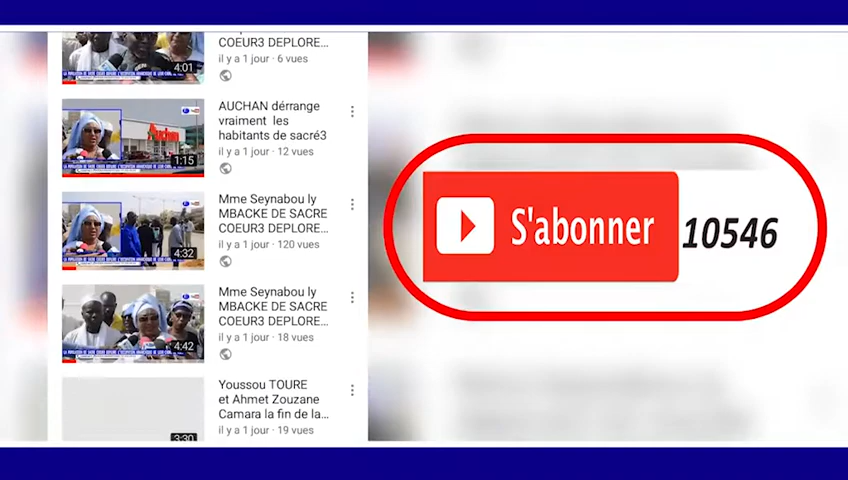 COEUR3 DEPLORE...
il y a 1 jour · 6 vues
4:01
AUCHAN dérrange
vraiment les
habitants de sacré3
il y a 1 jour · 12 vues
Auchan
1:15
Mme Seynabou ly
MBACKE DE SACRE
COEUR3 DEPLORE...
il y a 1 jour · 120 vues
4:32
Mme Seynabou ly
MBACKE DE SACRE
COEUR3 DEPLORE...
il y a 1 jour · 18 vues
4:42
Youssou TOURE
et Ahmet Zouzane
Camara la fin de la...
il y a 1 jour · 19 vues
3:30
S'abonner
10546